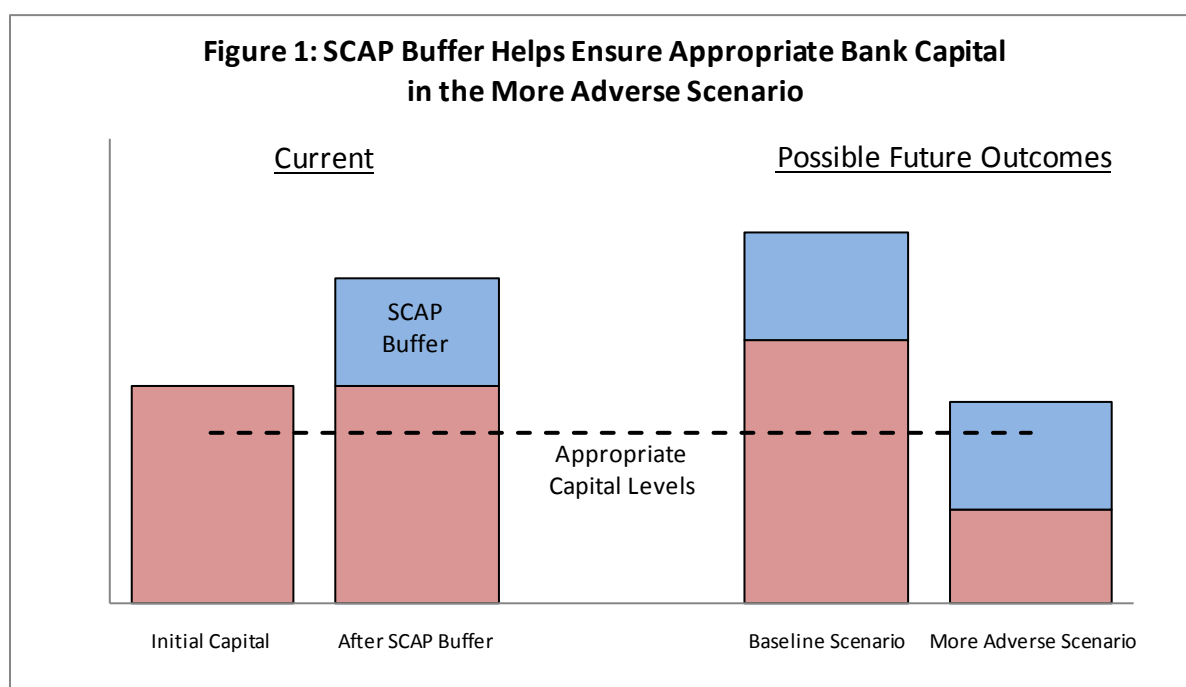 Figure 1: SCAP Buffer Helps Ensure Appropriate Bank Capital
in the More Adverse Scenario
Current
Possible Future Outcomes
SCAP
Buffer
Appropriate
Capital Levels
Initial Capital
After SCAP Buffer
Baseline Scenario
More Adverse Scenario